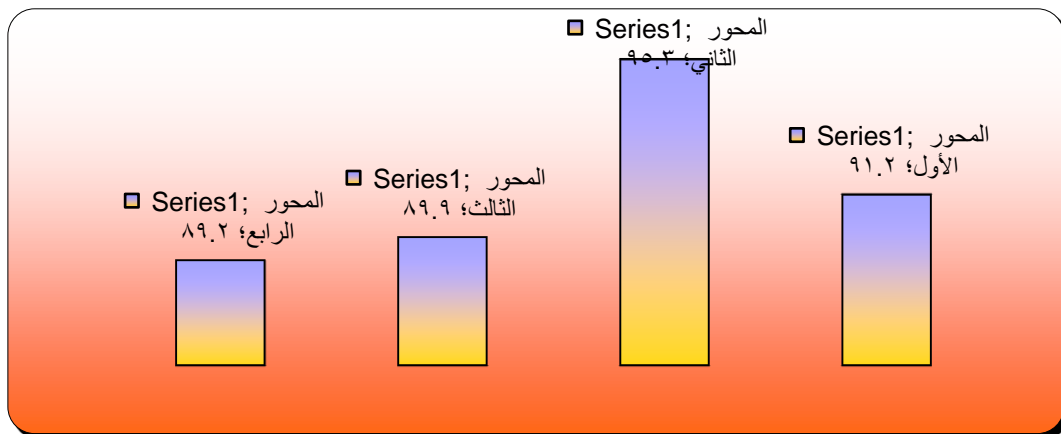 Series1; المحور
الثاني؛ ٩٥.٣
Series1; المحور
الأول؛ ٩١.٢
Series1; المحور
الثالث؛ ٨٩.٩
Series1; المحور
الرابع؛ ٨٩.٢